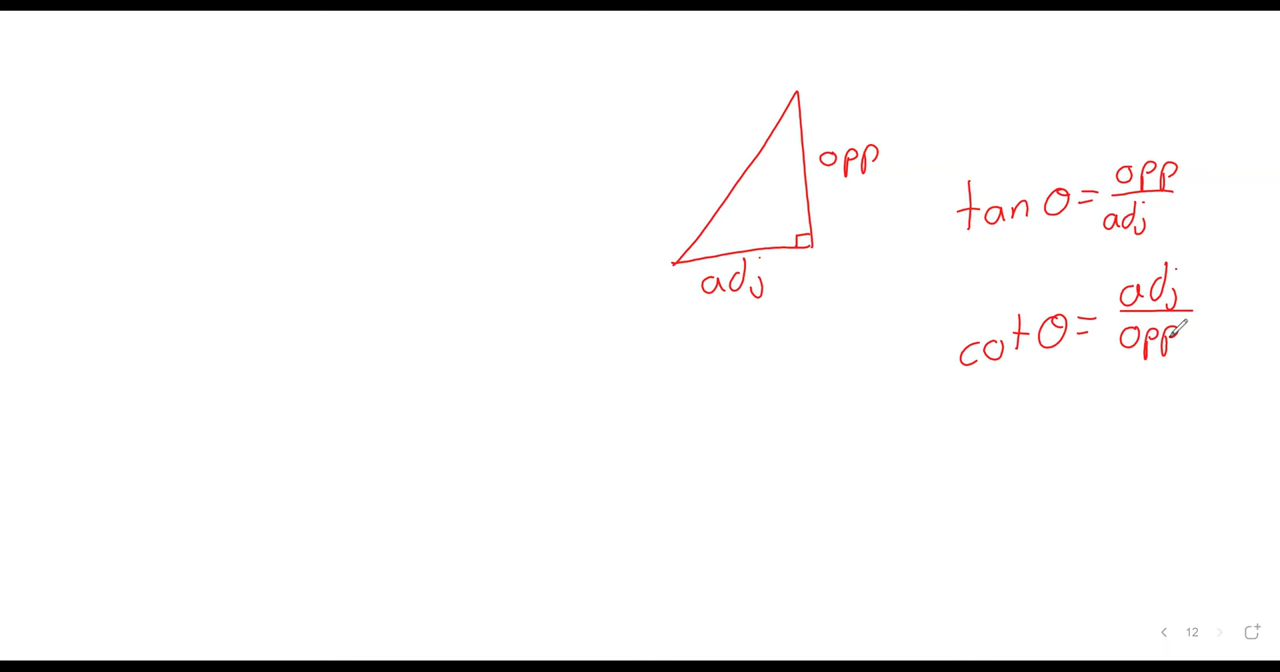 opp
adj
tan θ = opp/adj
cot θ = adj/opp
12